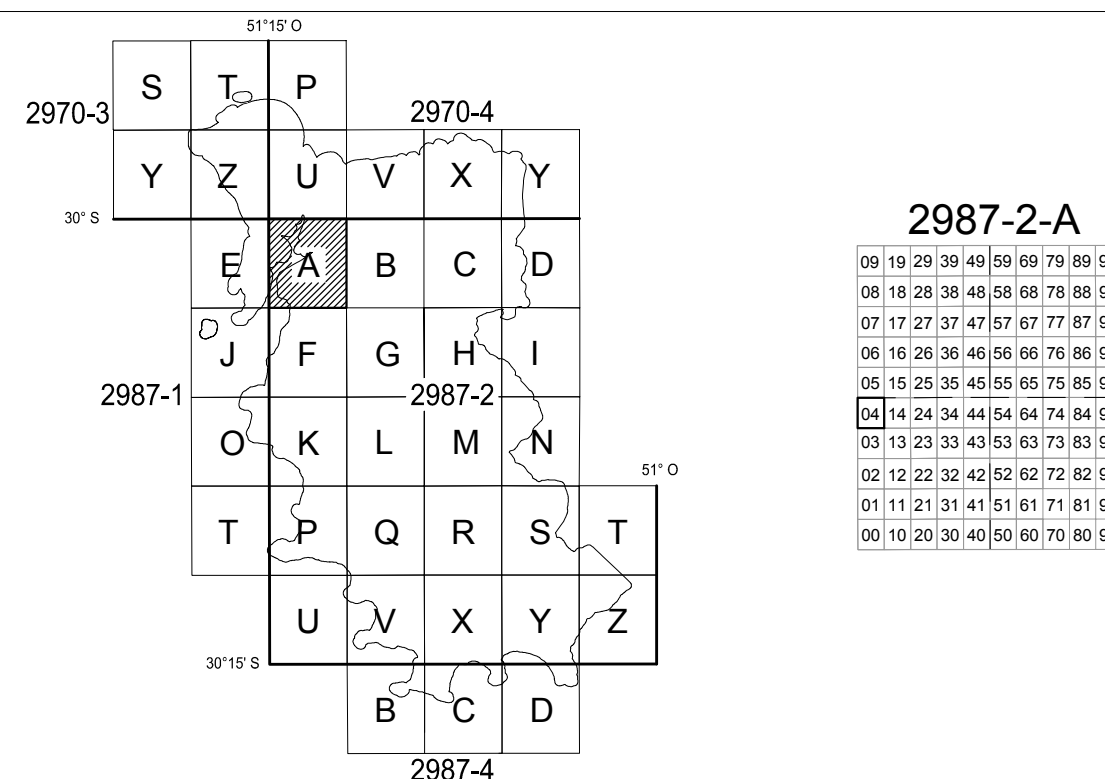 51°15' O
S T P
2970-3 2970-4
Y Z U V X Y
30° S
E A B C D
J F G H I
2987-1 2987-2
O K L M N
51° O
T P Q R S T
U V X Y Z
30°15' S
B C D
2987-4
2987-2-A
09 19 29 39 49 59 69 79 89
08 18 28 38 48 58 68 78 88
07 17 27 37 47 57 67 77 87
06 16 26 36 46 56 66 76 86
05 15 25 35 45 55 65 75 85
04 14 24 34 44 54 64 74 84
03 13 23 33 43 53 63 73 83
02 12 22 32 42 52 62 72 82
01 11 21 31 41 51 61 71 81
00 10 20 30 40 50 60 70 80